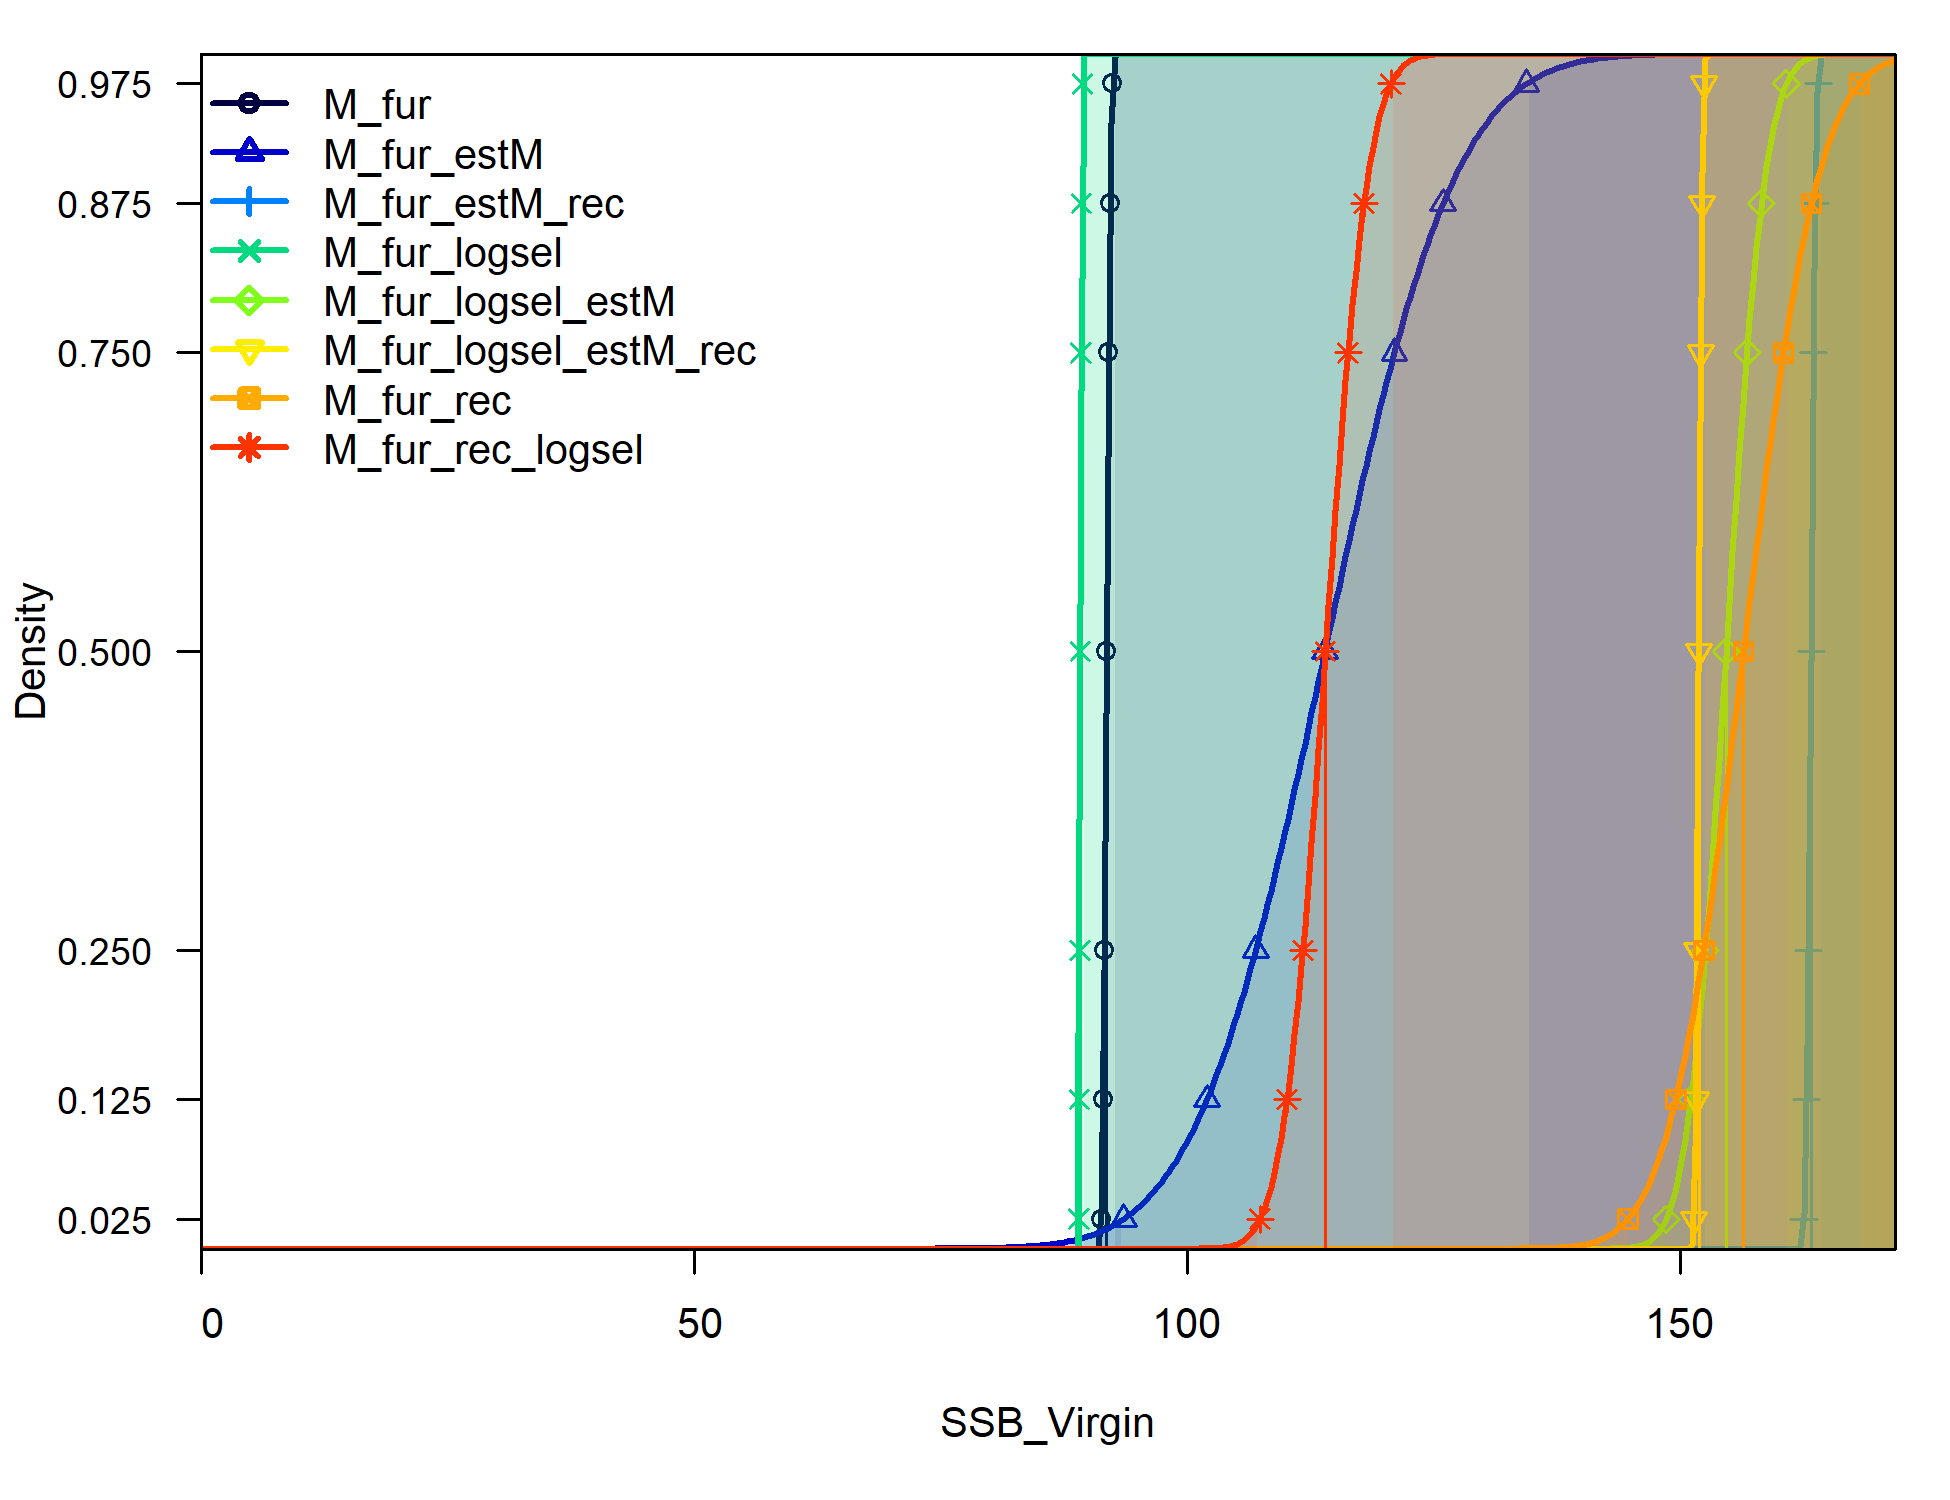 0.975
0.875
0.750
0.500
0.250
0.125
0.025
Density
M_fur
M_fur_estM
M_fur_estM_rec
M_fur_logsel
M_fur_logsel_estM
M_fur_logsel_estM_rec
M_fur_rec
M_fur_rec_logsel
0
50
100
150
SSB_Virgin